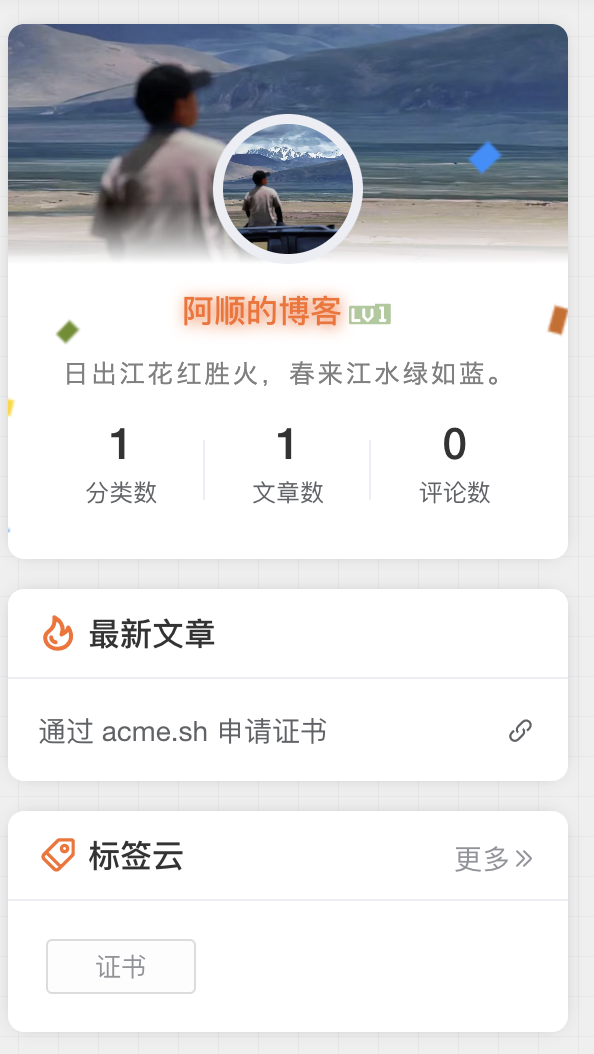 阿顺的博客 LV1
日出江花红胜火，春来江水绿如蓝。
1 1 0
分类数 文章数 评论数
最新文章
通过 acme.sh 申请证书
标签云 更多
证书